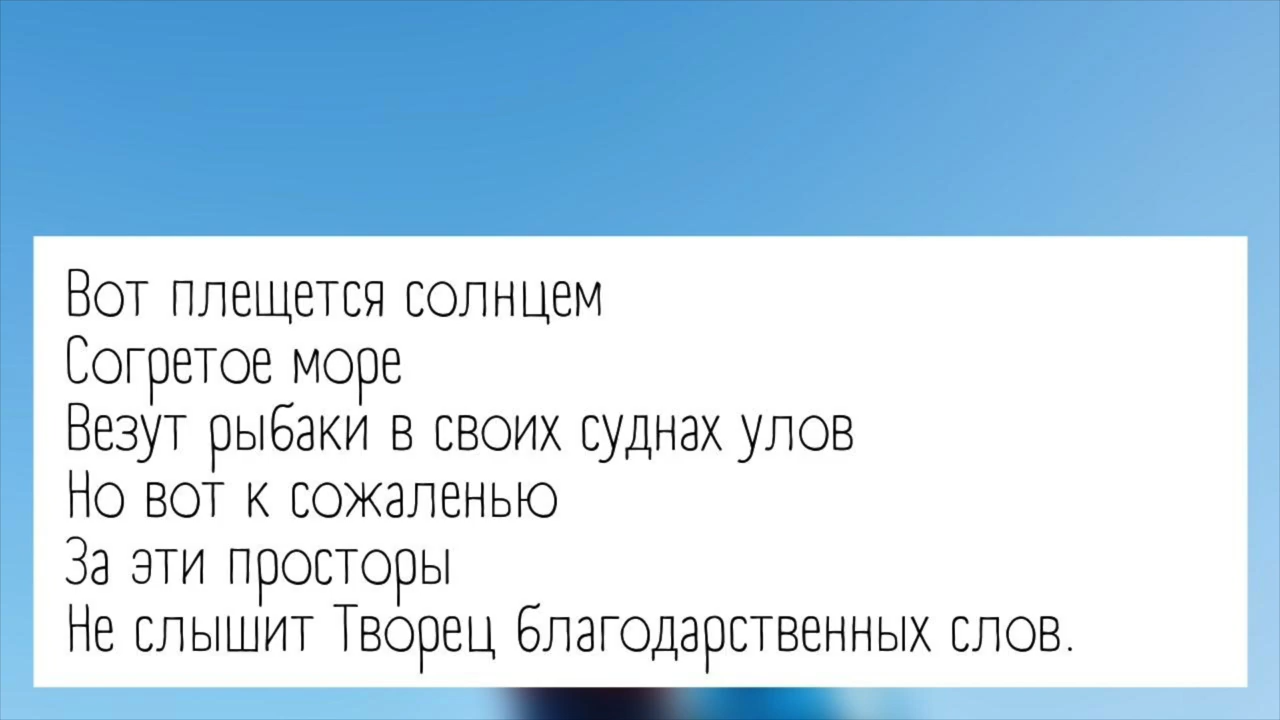 Вот плещется солнцем
Согретое море
Везут рыбаки в своих суднах улов
Но вот к сожаленью
За эти просторы
Не слышит Творец благодарственных слов.